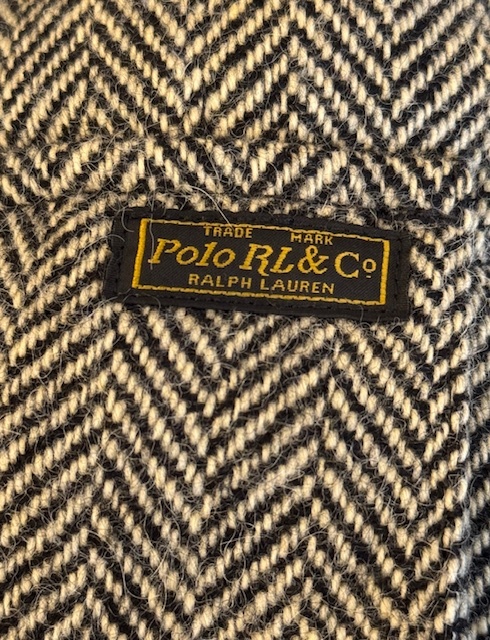 TRADE MARK
Polo RL & Co
RALPH LAUREN